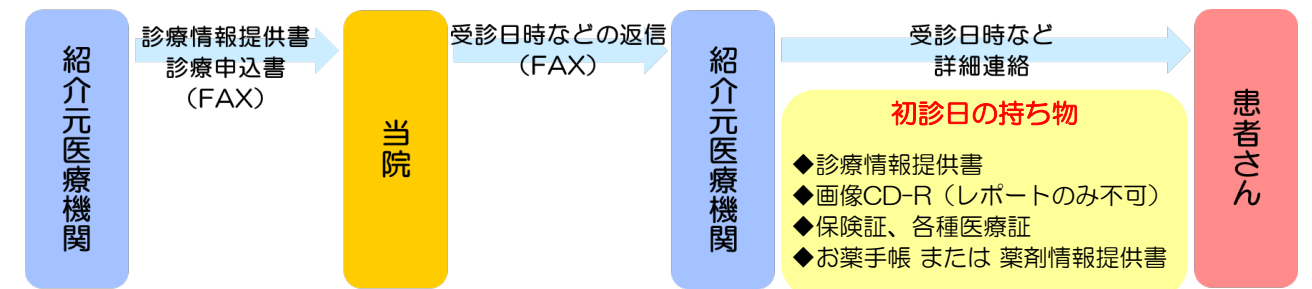 紹介元医療機関
診療情報提供書
診療申込書
（FAX）
当院
受診日時などの返信
（FAX）
紹介元医療機関
受診日時など
詳細連絡
初診日の持ち物
◆診療情報提供書
◆画像CD-R（レポートのみ不可）
◆保険証、各種医療証
◆お薬手帳 または 薬剤情報提供書
患者さん